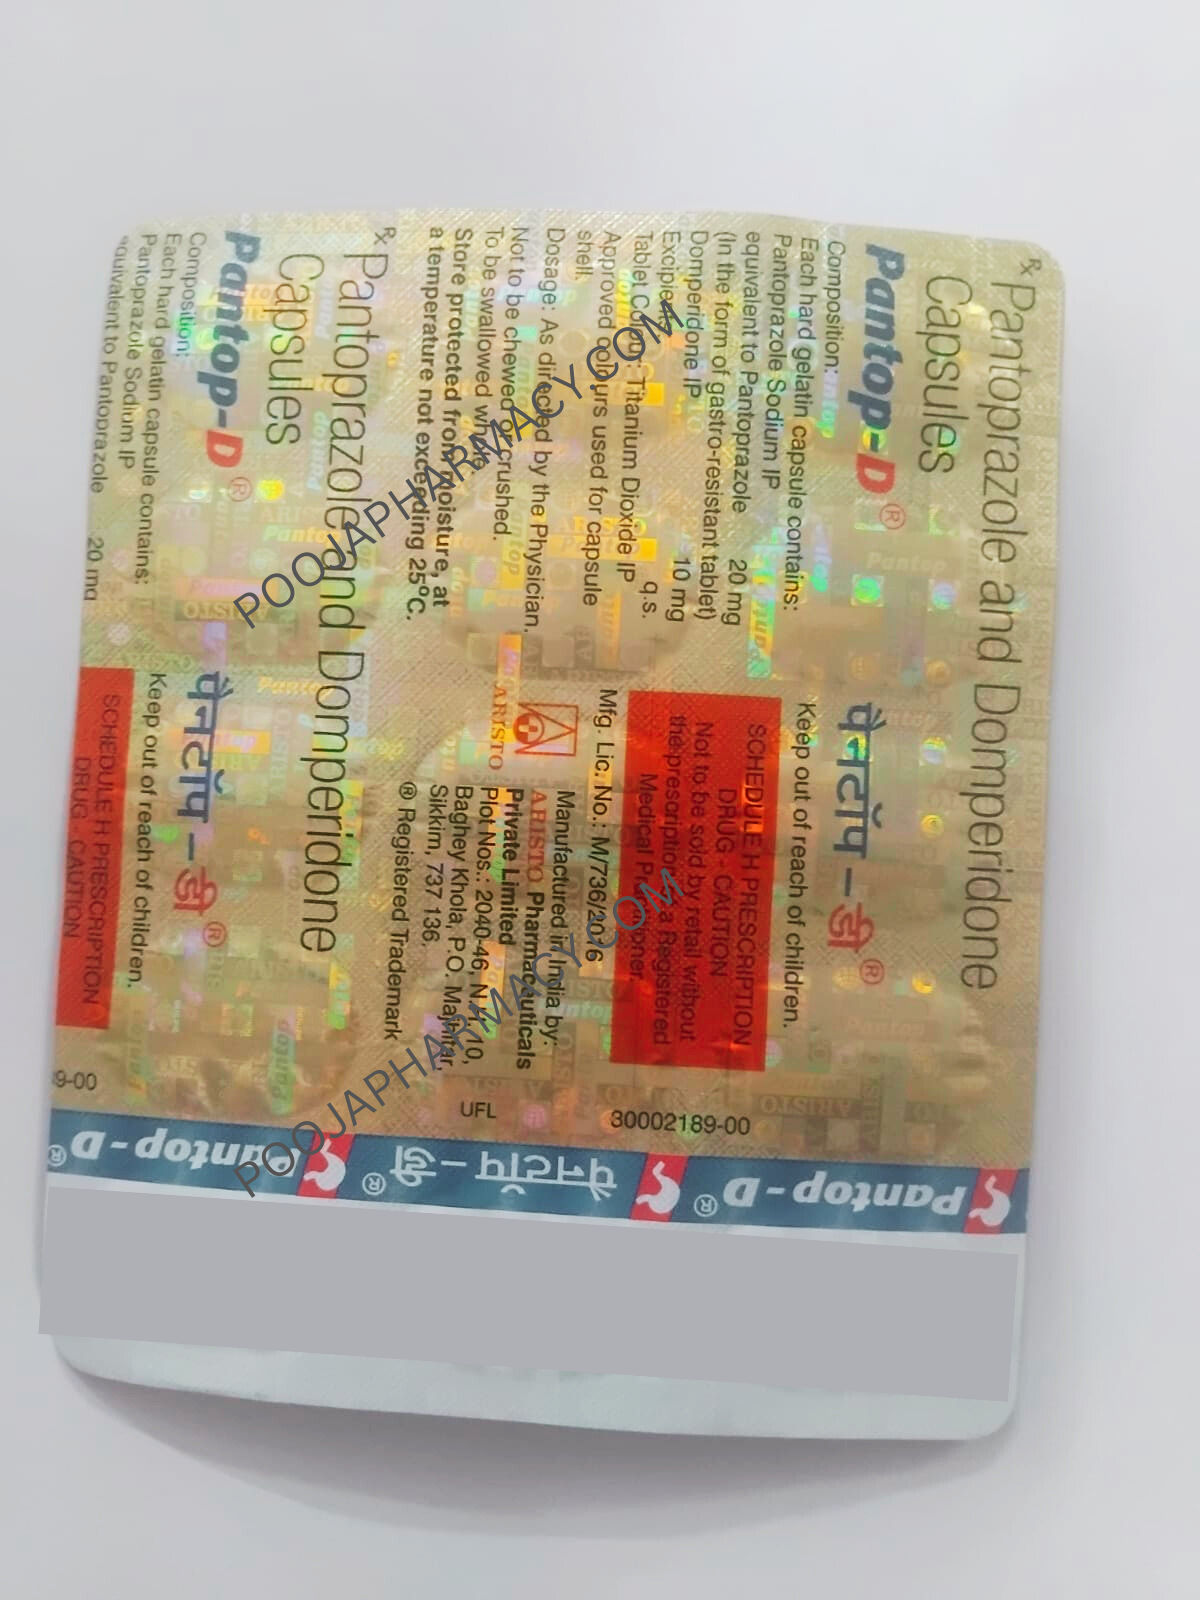 ℞ Pantoprazole and Domperidone
Capsules
Pantop-D®
Composition:
Each hard gelatin capsule contains:
Pantoprazole Sodium IP
equivalent to Pantoprazole 20 mg
(In the form of gastro-resistant tablet)
Domperidone IP 10 mg
Excipients q.s.
Tablet Colour: Titanium Dioxide IP
Approved colours used for capsule
shell.
Dosage: As directed by the Physician.
Not to be chewed or crushed.
To be swallowed whole.
Store protected from moisture, at
a temperature not exceeding 25°C.
पॅनटॉप-डी®
Keep out of reach of children.
SCHEDULE H PRESCRIPTION
DRUG - CAUTION
Not to be sold by retail without
the prescription of a Registered
Medical Practitioner.
Mfg. Lic. No.: M/736/2016
ARISTO
Manufactured in India by:
ARISTO Pharmaceuticals
Private Limited
Plot Nos.: 2040-46, N.H. 10,
Baghey Khola, P.O. Majhitar,
Sikkim, 737 136.
® Registered Trademark
30002189-00
UFL
℞ Pantoprazole and Domperidone
Capsules
Pantop-D®
Composition:
Each hard gelatin capsule contains:
Pantoprazole Sodium IP
equivalent to Pantoprazole 20 mg
पॅनटॉप-डी®
Keep out of reach of children.
SCHEDULE H PRESCRIPTION
DRUG - CAUTION
89-00
Pantop-D®
पॅनटॉप-डी®
Pantop-D®
POOJAPHARMACY.COM
POOJAPHARMACY.COM